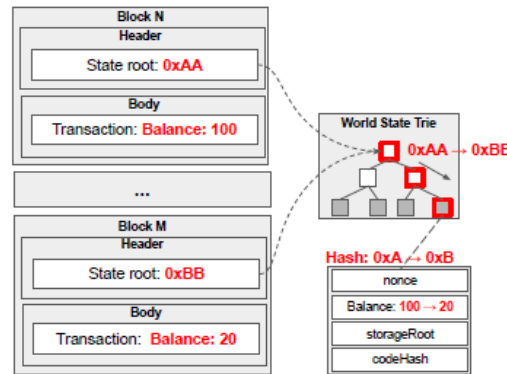 Block N
Header
State root: 0xAA
Body
Transaction: Balance: 100
...
Block M
Header
State root: 0xBB
Body
Transaction: Balance: 20
World State Trie
0xAA → 0xBB
Hash: 0xA → 0xB
nonce
Balance: 100 → 20
storageRoot
codeHash